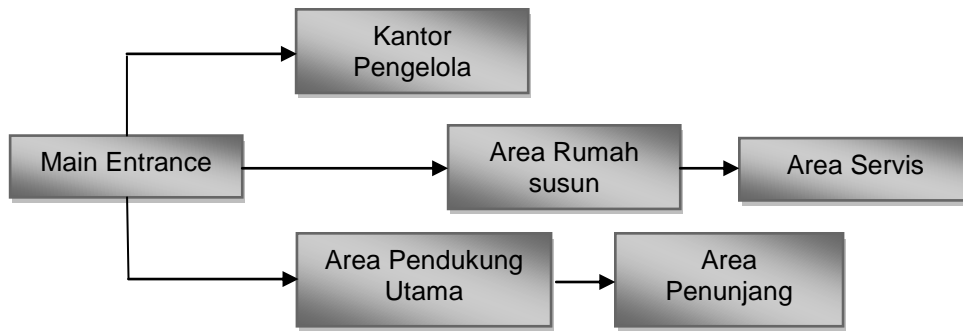 Kantor
Pengelola
Main Entrance
Area Rumah
susun
Area Servis
Area Pendukung
Utama
Area
Penunjang